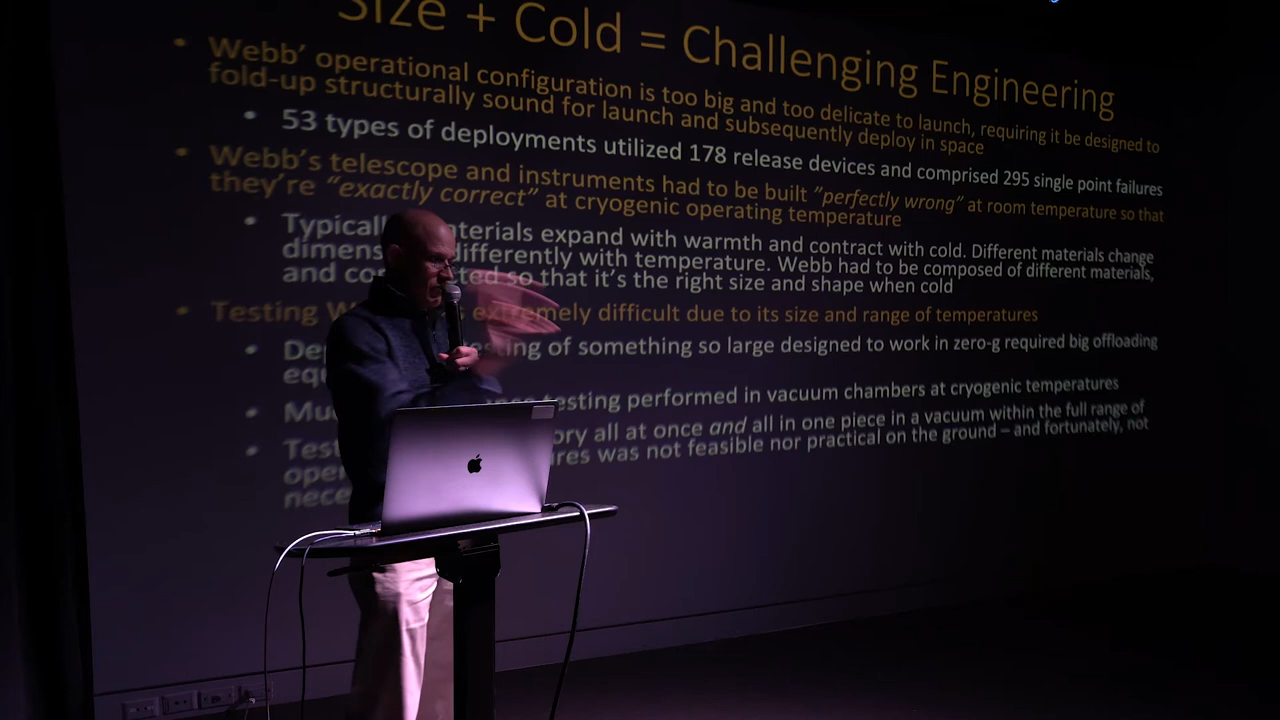 Size + Cold = Challenging Engineering
• Webb' operational configuration is too big and too delicate to launch, requiring it be designed to
fold-up structurally sound for launch and subsequently deploy in space
• 53 types of deployments utilized 178 release devices and comprised 295 single point failures
• Webb's telescope and instruments had to be built "perfectly wrong" at room temperature so that
they're "exactly correct" at cryogenic operating temperature
• Typically materials expand with warmth and contract with cold. Different materials change
differently with temperature. Webb had to be composed of different materials,
and so that it's the right size and shape when cold
• Testing extremely difficult due to its size and range of temperatures
• testing of something so large designed to work in zero-g required big offloading
• testing performed in vacuum chambers at cryogenic temperatures
• all at once and all in one piece in a vacuum within the full range of
was not feasible nor practical on the ground – and fortunately, not